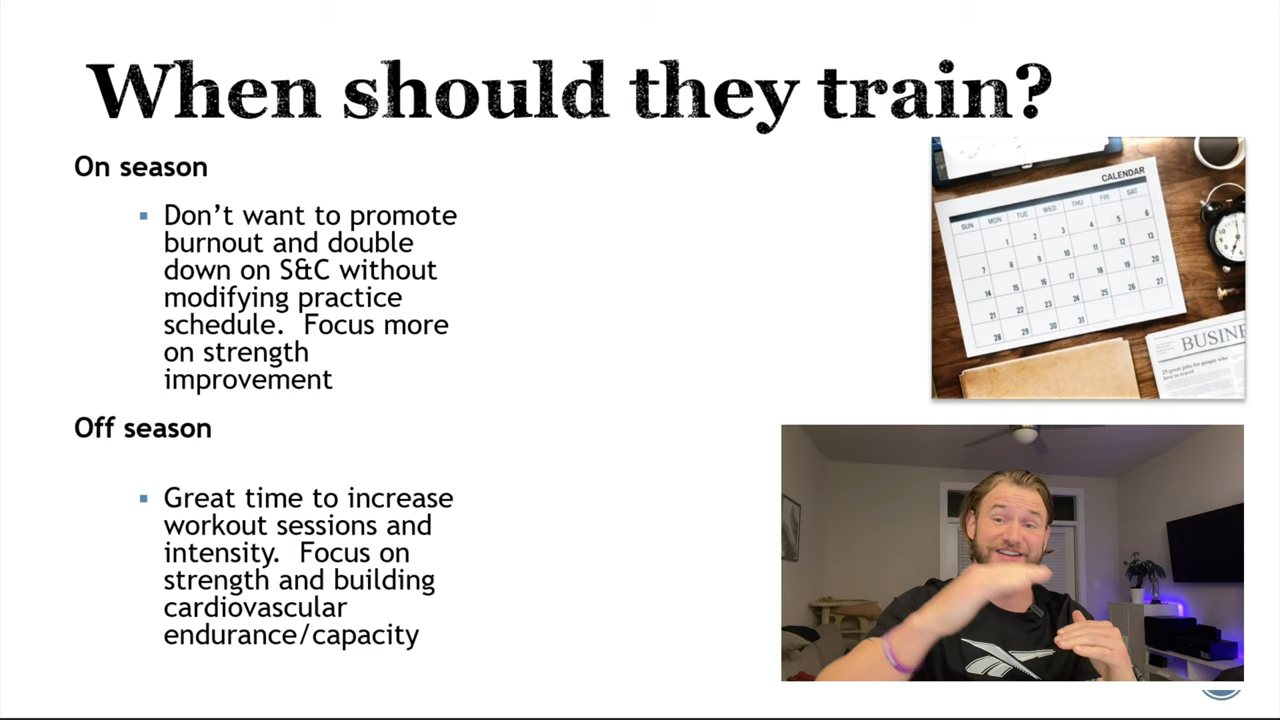 When should they train?
On season
Don’t want to promote
burnout and double
down on S&C without
modifying practice
schedule.  Focus more
on strength
improvement
Off season
Great time to increase
workout sessions and
intensity.  Focus on
strength and building
cardiovascular
endurance/capacity
CALENDAR
SUN MON TUE WED THU FRI SAT
1 2 3 4 5 6
7 8 9 10 11 12 13
14 15 16 17 18 19 20
21 22 23 24 25 26 27
28 29 30 31
BUSINE